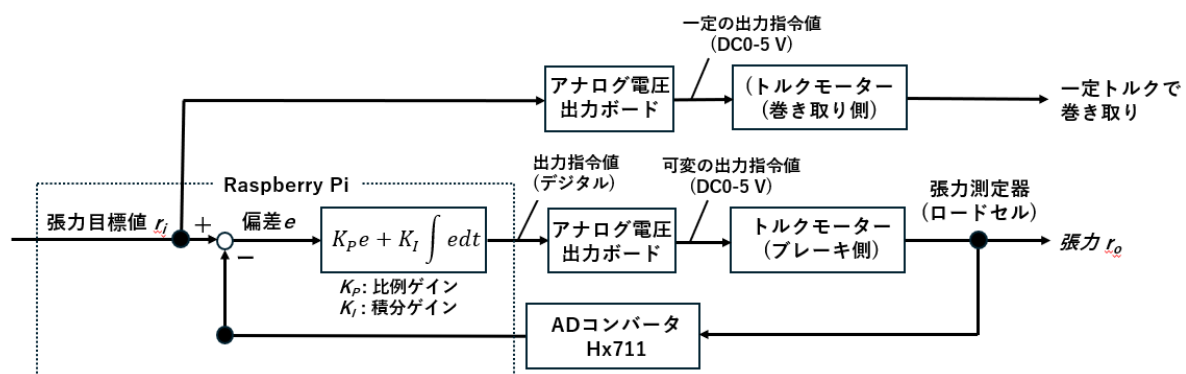 一定の出力指令値
(DC0-5 V)
アナログ電圧
出力ボード
(トルクモーター
(巻き取り側)
一定トルクで
巻き取り
Raspberry Pi
出力指令値
(デジタル)
可変の出力指令値
(DC0-5 V)
張力測定器
(ロードセル)
張力目標値 ri
+
偏差e
−
KPe + KI ∫ edt
アナログ電圧
出力ボード
トルクモーター
(ブレーキ側)
張力 ro
KP: 比例ゲイン
KI: 積分ゲイン
ADコンバータ
Hx711